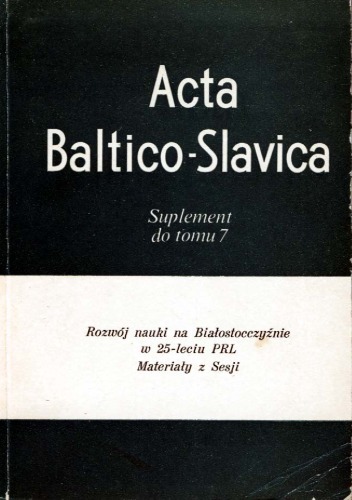 Acta
Baltico-Slavica
Suplement
do tomu 7
Rozwój nauki na Białostocczyźnie
w 25-leciu PRL
Materiały z Sesji